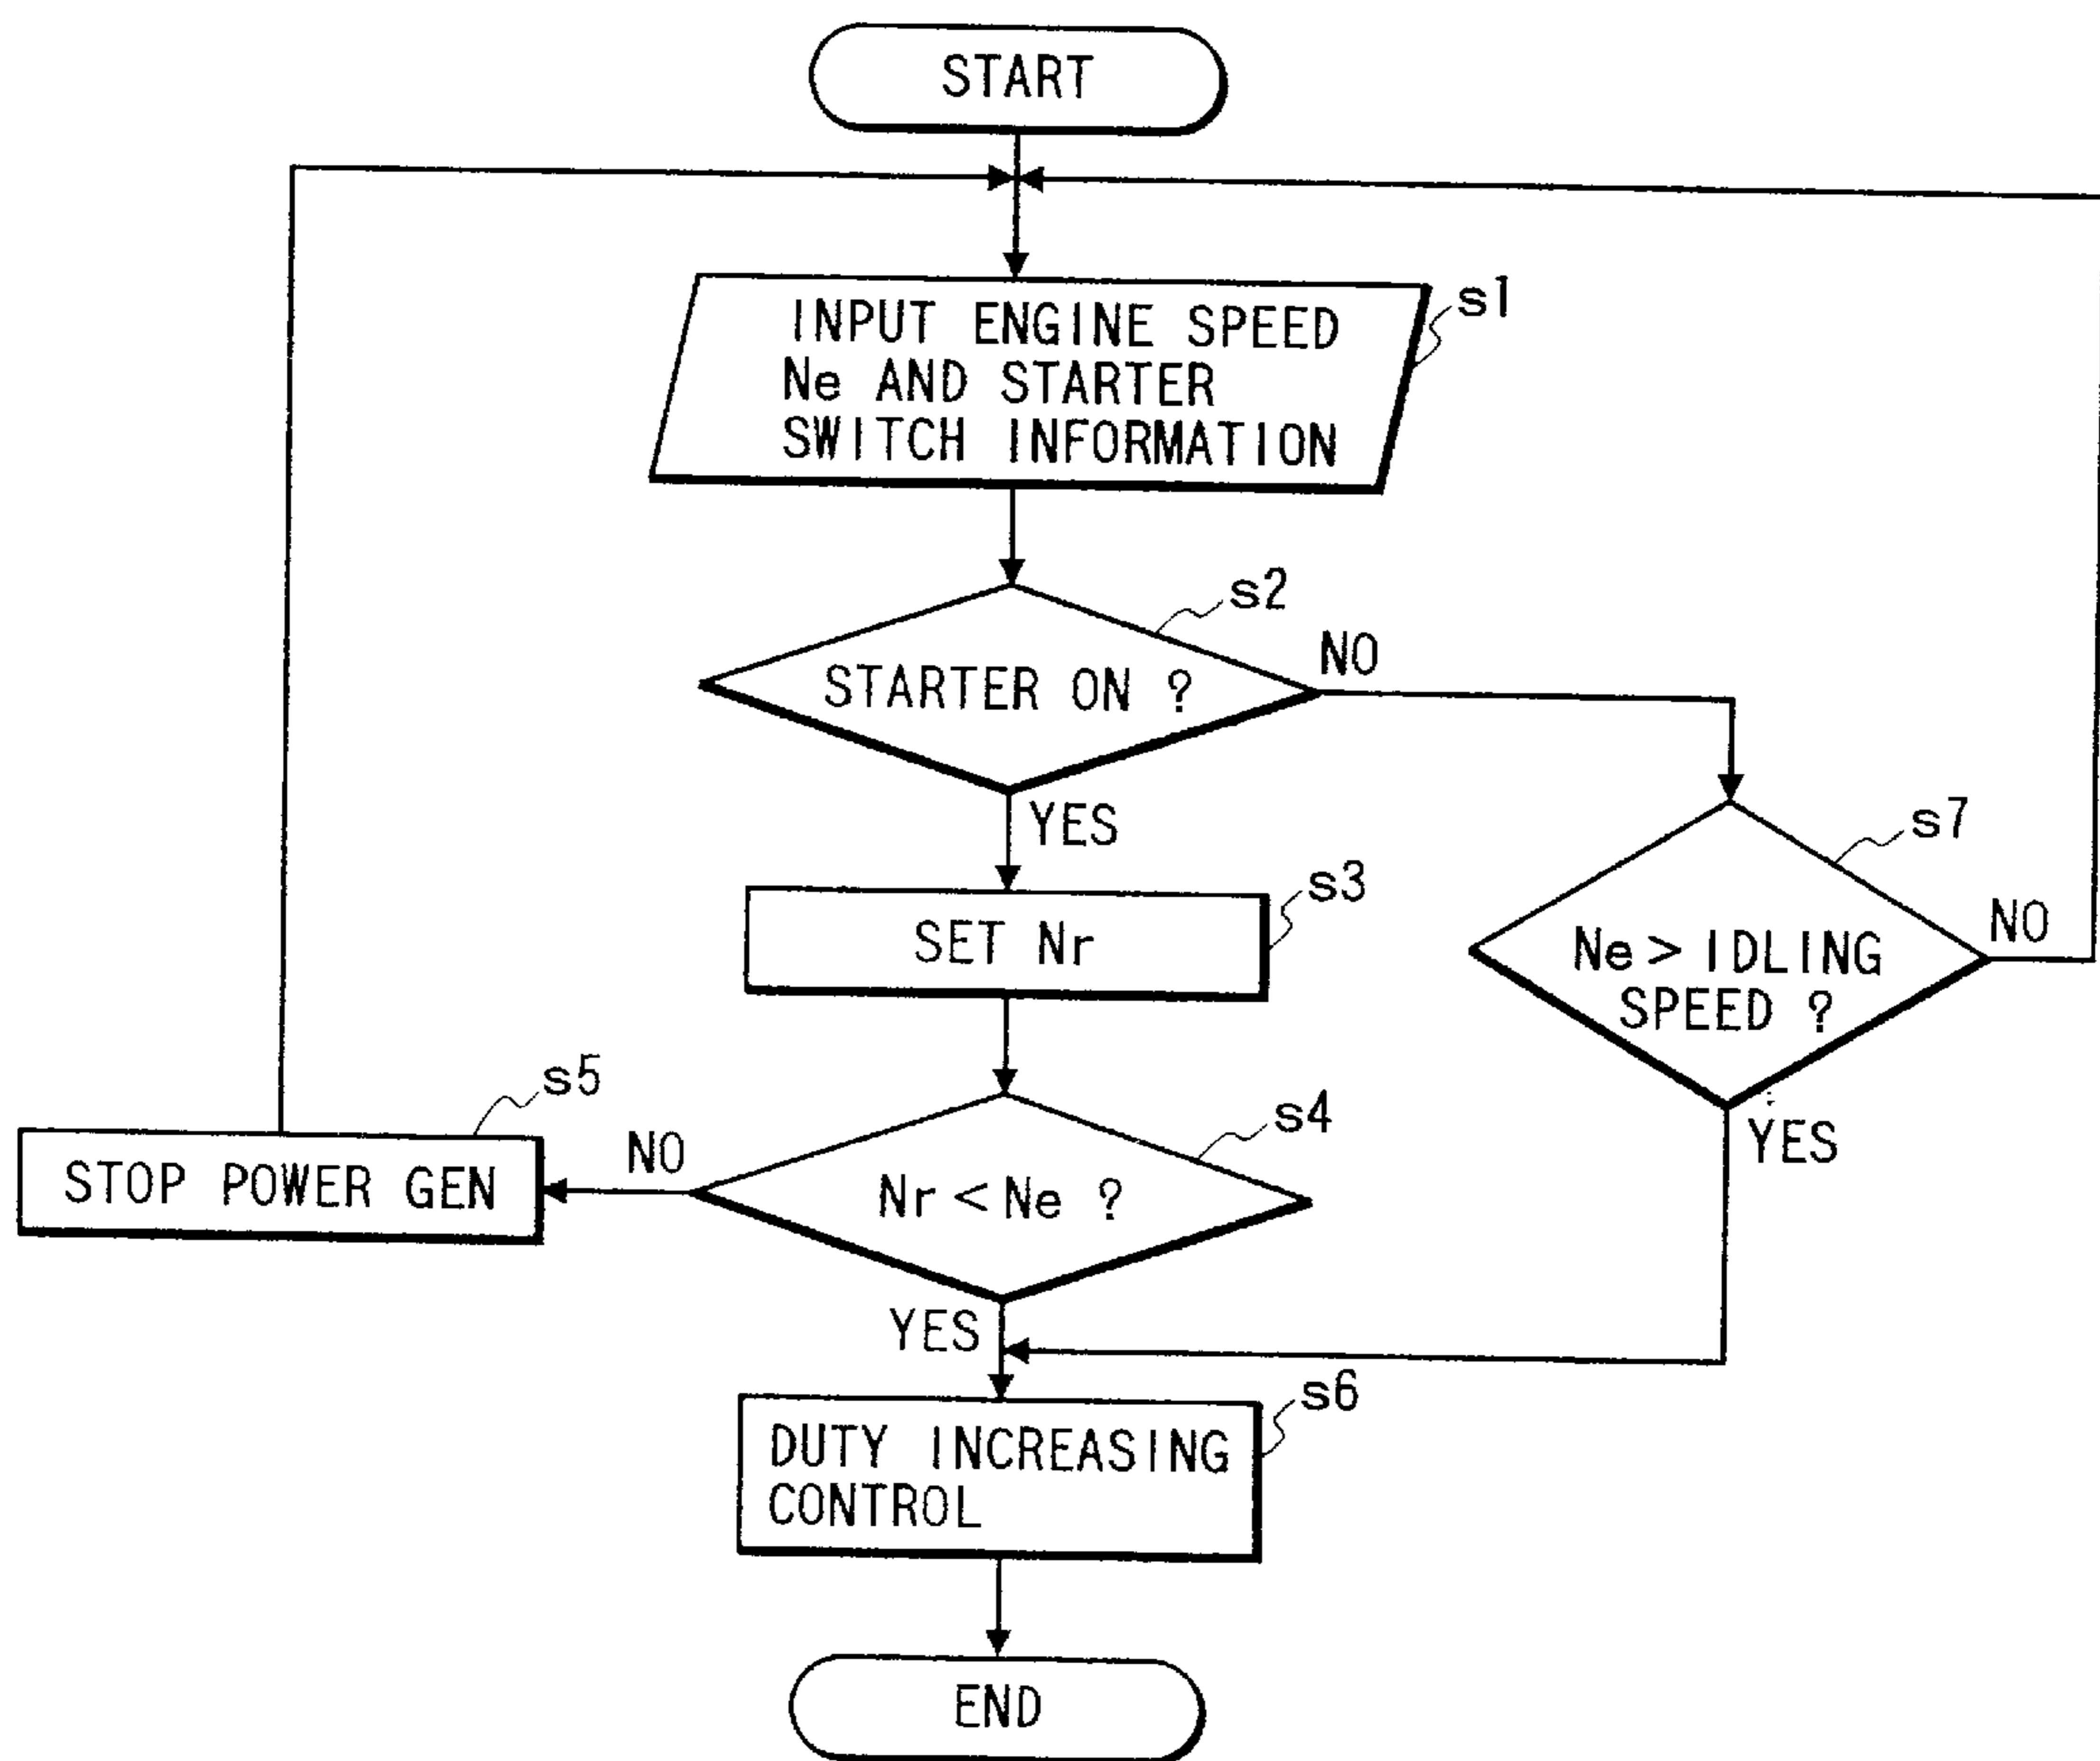 START
INPUT ENGINE SPEED
Ne AND STARTER
SWITCH INFORMATION
s1
STARTER ON ?
s2
NO
YES
SET Nr
s3
Ne > IDLING
SPEED ?
s7
NO
YES
Nr < Ne ?
s4
NO
YES
STOP POWER GEN
s5
DUTY INCREASING
CONTROL
s6
END